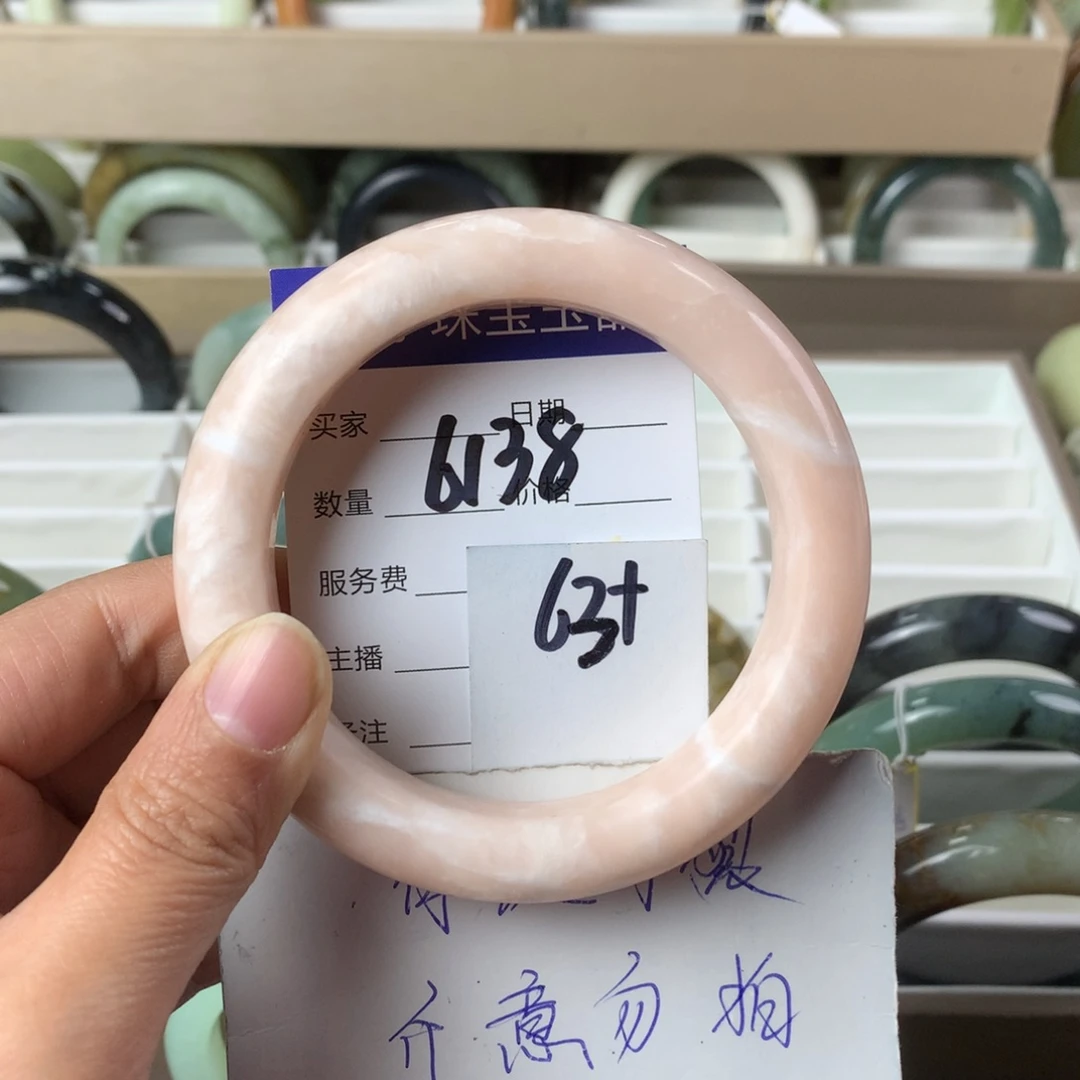 珠宝玉器
买家 日期
6138
数量 价格
服务费
63+
主播
备注
介意勿拍